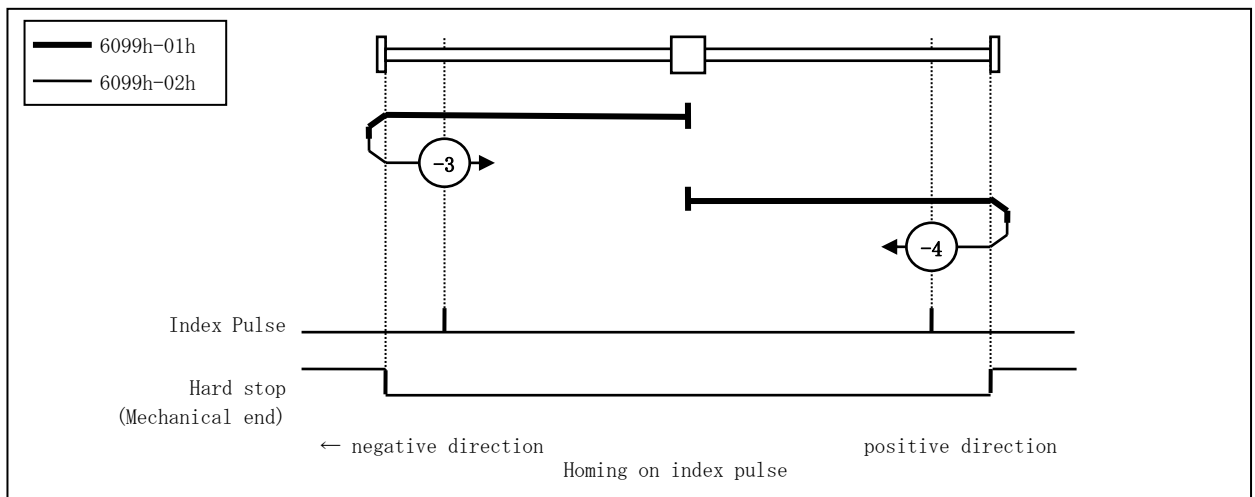 6099h-01h
6099h-02h
-3
-4
Index Pulse
Hard stop
(Mechanical end)
← negative direction
positive direction
Homing on index pulse